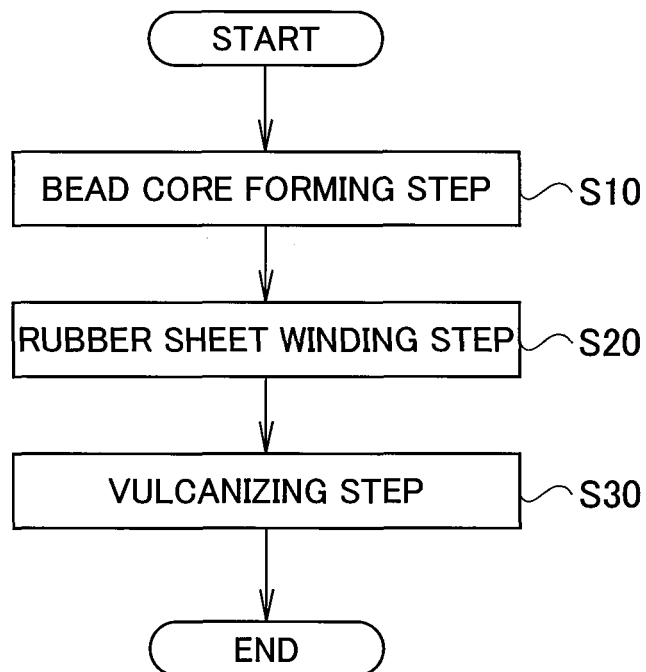 START
BEAD CORE FORMING STEP
S10
RUBBER SHEET WINDING STEP
S20
VULCANIZING STEP
S30
END